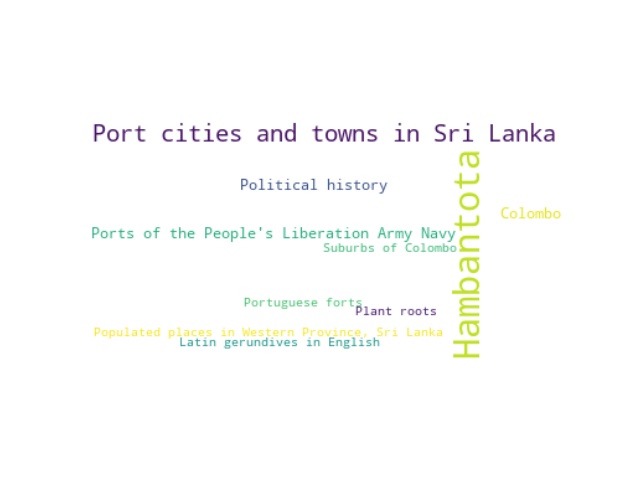 Port cities and towns in Sri Lanka
Hambantota
Political history
Colombo
Ports of the People's Liberation Army Navy
Suburbs of Colombo
Portuguese forts
Plant roots
Populated places in Western Province, Sri Lanka
Latin gerundives in English